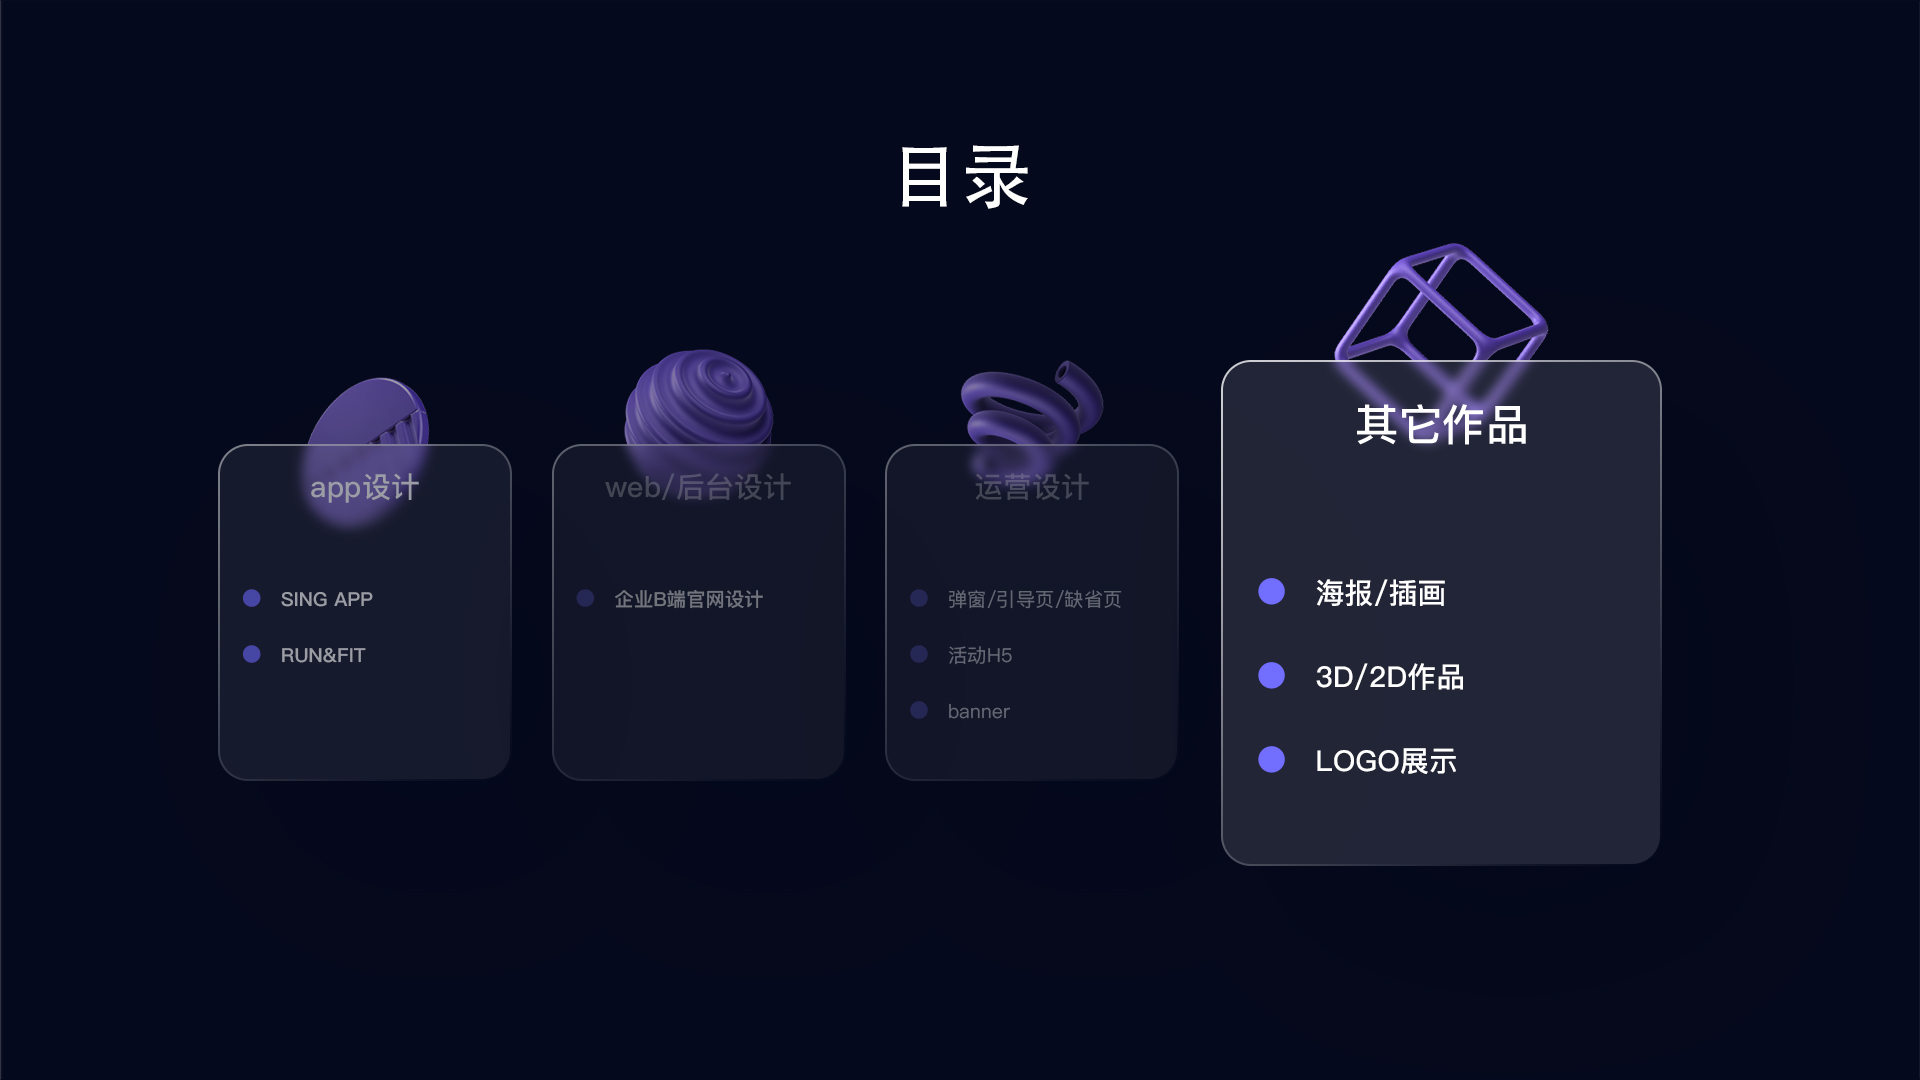 目录
app设计
SING APP
RUN&FIT
web/后台设计
企业B端官网设计
运营设计
弹窗/引导页/缺省页
活动H5
banner
其它作品
海报/插画
3D/2D作品
LOGO展示